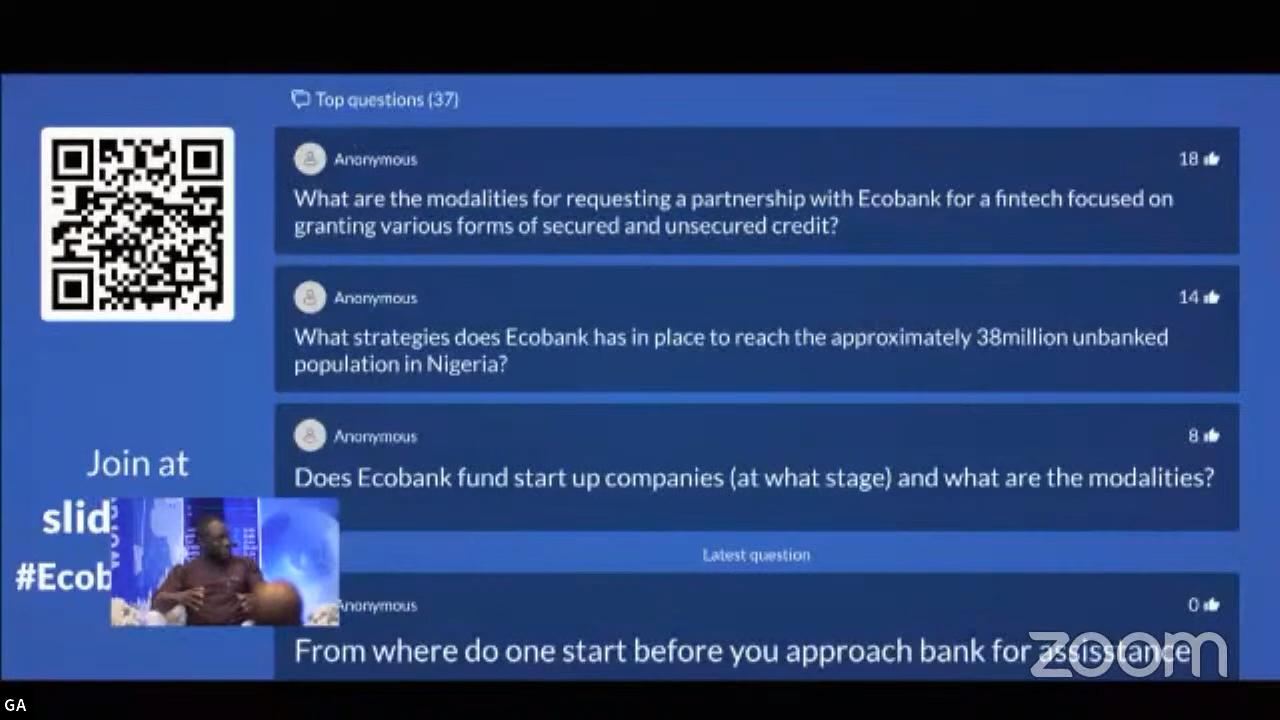 Top questions (37)
Anonymous
18
What are the modalities for requesting a partnership with Ecobank for a fintech focused on
granting various forms of secured and unsecured credit?
Anonymous
14
What strategies does Ecobank has in place to reach the approximately 38million unbanked
population in Nigeria?
Anonymous
8
Does Ecobank fund start up companies (at what stage) and what are the modalities?
Latest question
Anonymous
0
From where do one start before you approach bank for assisstance
Join at
slid
#Ecob
zoom
GA